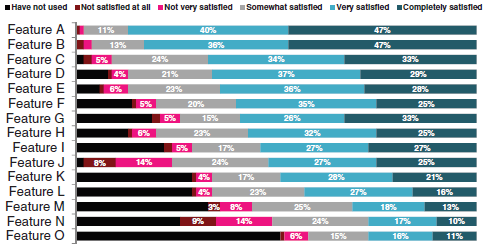 Have not used Not satisfied at all Not very satisfied Somewhat satisfied Very satisfied Completely satisfied
Feature A 11% 40% 47%
Feature B 13% 36% 47%
Feature C 5% 24% 34% 33%
Feature D 4% 21% 37% 29%
Feature E 6% 23% 36% 28%
Feature F 5% 20% 35% 25%
Feature G 5% 15% 26% 33%
Feature H 6% 23% 32% 25%
Feature I 5% 17% 27% 27%
Feature J 8% 14% 24% 27% 25%
Feature K 4% 17% 28% 21%
Feature L 4% 23% 27% 16%
Feature M 3% 8% 25% 18% 13%
Feature N 9% 14% 24% 17% 10%
Feature O 6% 15% 16% 11%